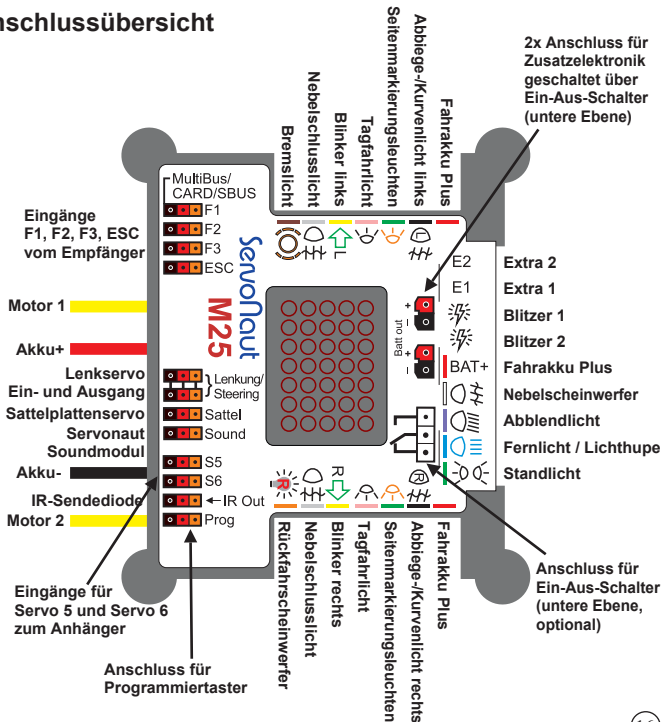 nschlussübersicht
2x Anschluss für
Zusatzelektronik
geschaltet über
Ein-Aus-Schalter
(untere Ebene)
Bremslicht
Nebelschlusslicht
Blinker links
Tagfahrlicht
Seitenmarkierungsleuchten
Abbiege-/Kurvenlicht links
Fahrakku Plus
MultiBus/
CARD/SBUS
F1
F2
F3
ESC
Eingänge
F1, F2, F3, ESC
vom Empfänger
ServoNaut
M25
L
Motor 1
Akku+
Lenkservo
Ein- und Ausgang
Sattelplattenservo
Servonaut
Soundmodul
Akku-
IR-Sendediode
Motor 2
Lenkung/
Steering
Sattel
Sound
S5
S6
←IR Out
Prog
+
-
Batt out
+
-
E2
E1
BAT+
Extra 2
Extra 1
Blitzer 1
Blitzer 2
Fahrakku Plus
Nebelscheinwerfer
Abblendlicht
Fernlicht / Lichthupe
Standlicht
R
R
R
Rückfahrscheinwerfer
Nebelschlusslicht
Blinker rechts
Tagfahrlicht
Seitenmarkierungsleuchten
Abbiege-/Kurvenlicht rechts
Fahrakku Plus
Eingänge für
Servo 5 und Servo 6
zum Anhänger
Anschluss für
Programmiertaster
Anschluss für
Ein-Aus-Schalter
(untere Ebene,
optional)